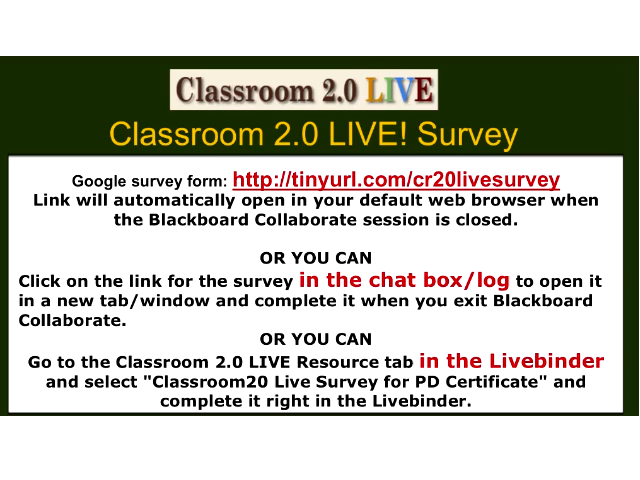 Classroom 2.0 LIVE
Classroom 2.0 LIVE! Survey
Google survey form: http://tinyurl.com/cr20livesurvey
Link will automatically open in your default web browser when
the Blackboard Collaborate session is closed.
OR YOU CAN
Click on the link for the survey in the chat box/log to open it
in a new tab/window and complete it when you exit Blackboard
Collaborate.
OR YOU CAN
Go to the Classroom 2.0 LIVE Resource tab in the Livebinder
and select "Classroom20 Live Survey for PD Certificate" and
complete it right in the Livebinder.